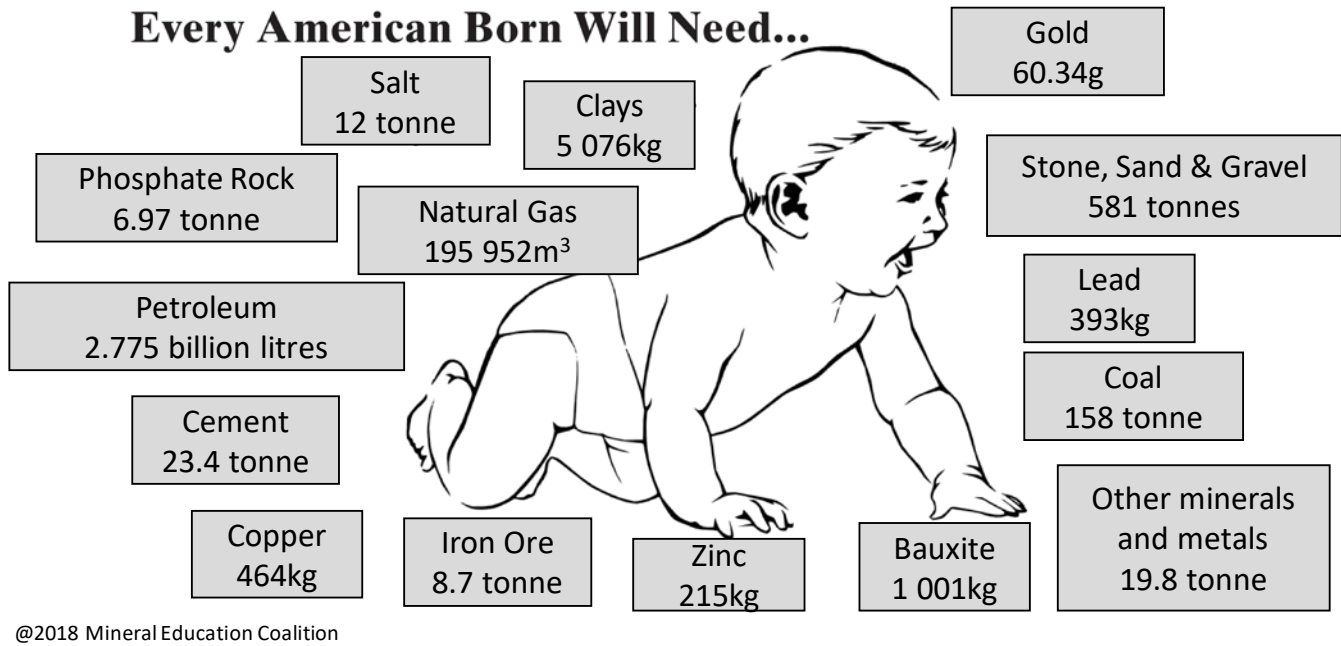 Every American Born Will Need...
Gold
60.34g
Salt
12 tonne
Clays
5 076kg
Stone, Sand & Gravel
581 tonnes
Phosphate Rock
6.97 tonne
Natural Gas
195 952m³
Lead
393kg
Petroleum
2.775 billion litres
Coal
158 tonne
Cement
23.4 tonne
Other minerals
and metals
19.8 tonne
Copper
464kg
Iron Ore
8.7 tonne
Zinc
215kg
Bauxite
1 001kg
@2018 Mineral Education Coalition